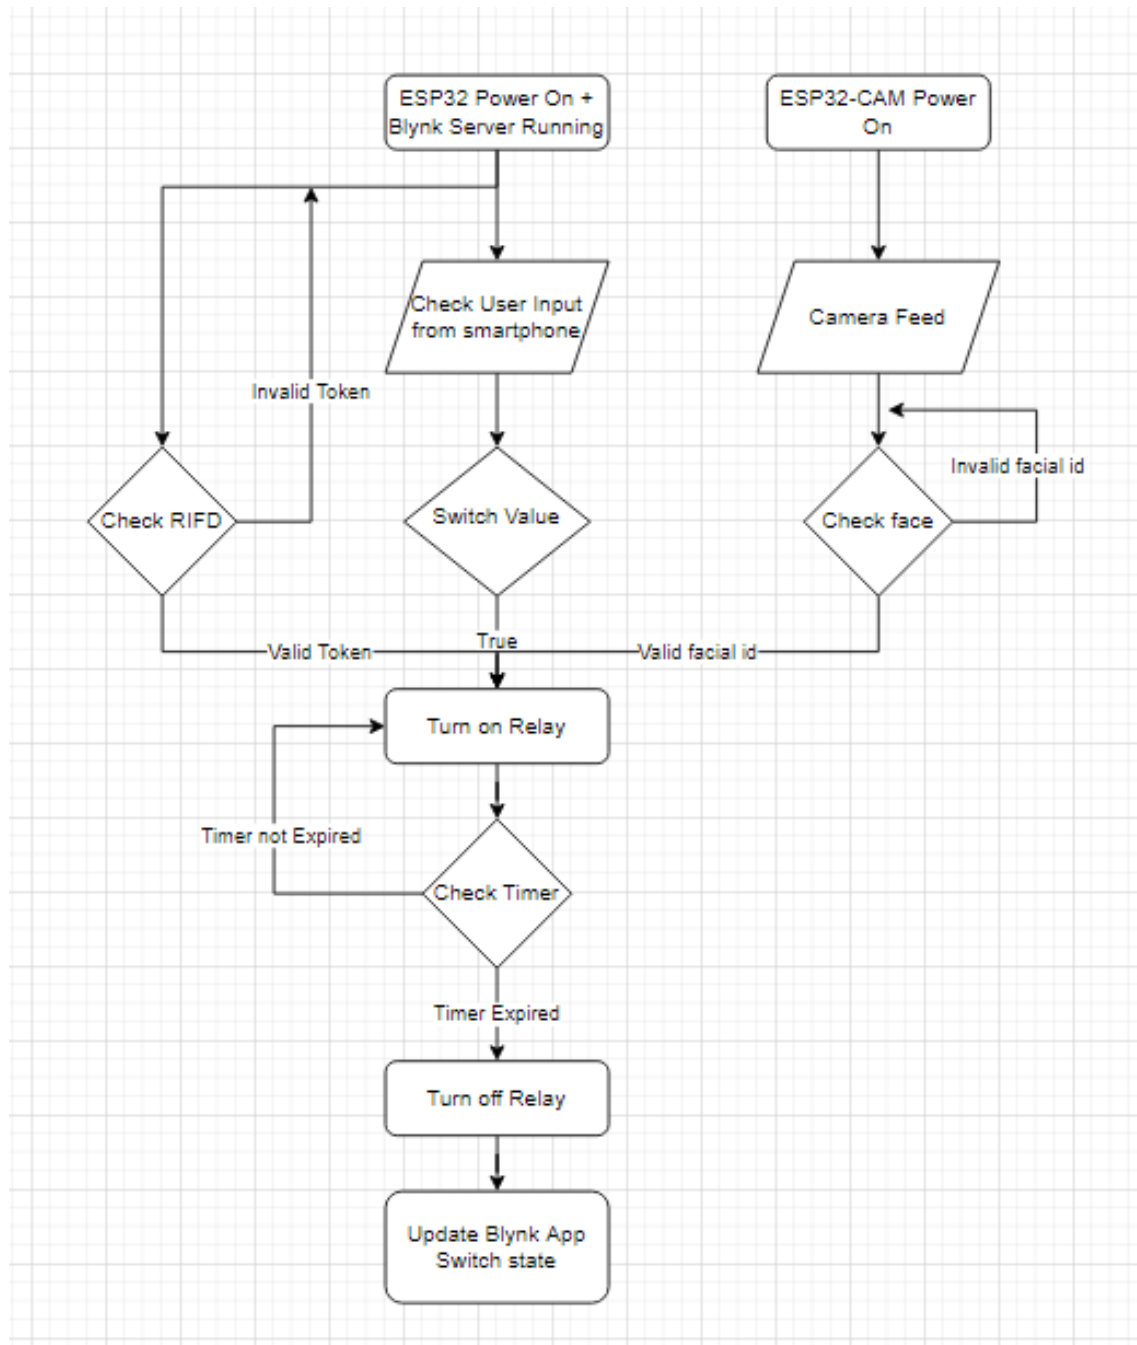 ESP32 Power On +
Blynk Server Running
ESP32-CAM Power
On
Check User Input
from smartphone
Camera Feed
Invalid Token
Invalid facial id
Check RIFD
Switch Value
Check face
True
Valid Token
Valid facial id
Turn on Relay
Timer not Expired
Check Timer
Timer Expired
Turn off Relay
Update Blynk App
Switch state